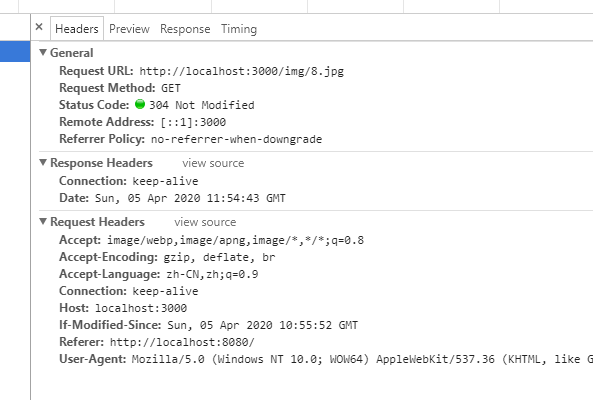 × Headers Preview Response Timing
General
Request URL: http://localhost:3000/img/8.jpg
Request Method: GET
Status Code: 304 Not Modified
Remote Address: [::1]:3000
Referrer Policy: no-referrer-when-downgrade
Response Headers view source
Connection: keep-alive
Date: Sun, 05 Apr 2020 11:54:43 GMT
Request Headers view source
Accept: image/webp,image/apng,image/*,*/*;q=0.8
Accept-Encoding: gzip, deflate, br
Accept-Language: zh-CN,zh;q=0.9
Connection: keep-alive
Host: localhost:3000
If-Modified-Since: Sun, 05 Apr 2020 10:55:52 GMT
Referer: http://localhost:8080/
User-Agent: Mozilla/5.0 (Windows NT 10.0; WOW64) AppleWebKit/537.36 (KHTML, like G